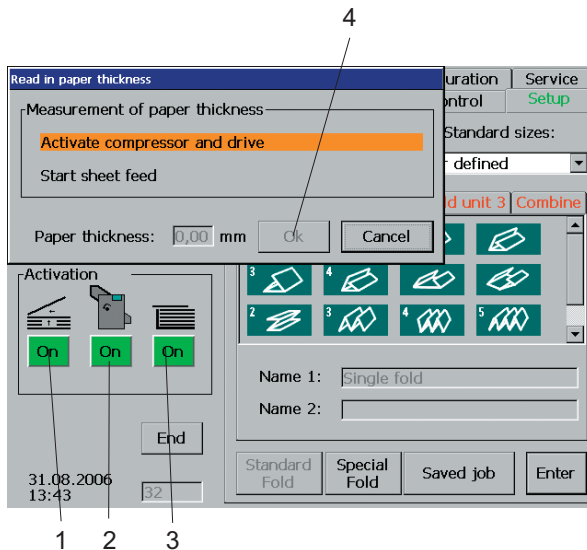 4
Read in paper thickness
Measurement of paper thickness
Activate compressor and drive
Start sheet feed
Paper thickness: 0,00 mm Ok Cancel
uration Service
ntrol Setup
Standard sizes:
r defined
d unit 3 Combine
3 4
2 3 4 5
Activation
On On On
Name 1: Single fold
Name 2:
End
31.08.2006
13:43
32
Standard Fold
Special Fold
Saved job
Enter
1 2 3